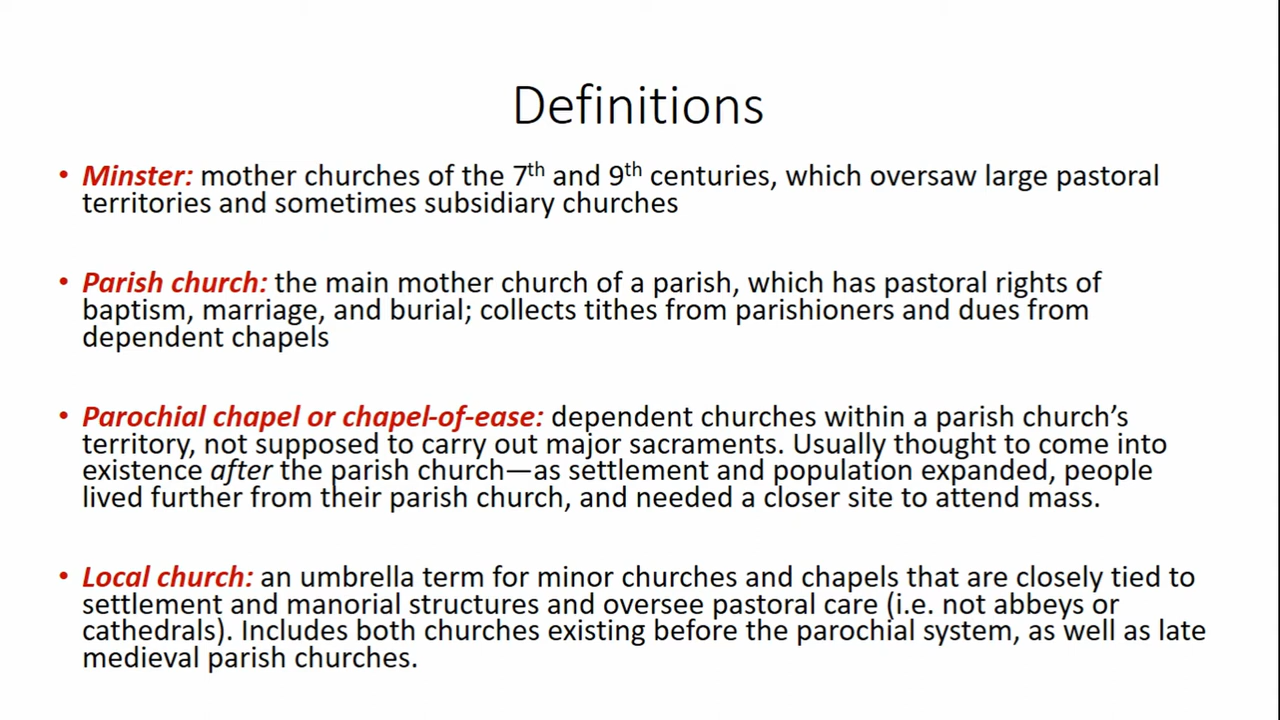 Definitions
• Minster: mother churches of the 7th and 9th centuries, which oversaw large pastoral
territories and sometimes subsidiary churches
• Parish church: the main mother church of a parish, which has pastoral rights of
baptism, marriage, and burial; collects tithes from parishioners and dues from
dependent chapels
• Parochial chapel or chapel-of-ease: dependent churches within a parish church’s
territory, not supposed to carry out major sacraments. Usually thought to come into
existence after the parish church—as settlement and population expanded, people
lived further from their parish church, and needed a closer site to attend mass.
• Local church: an umbrella term for minor churches and chapels that are closely tied to
settlement and manorial structures and oversee pastoral care (i.e. not abbeys or
cathedrals). Includes both churches existing before the parochial system, as well as late
medieval parish churches.